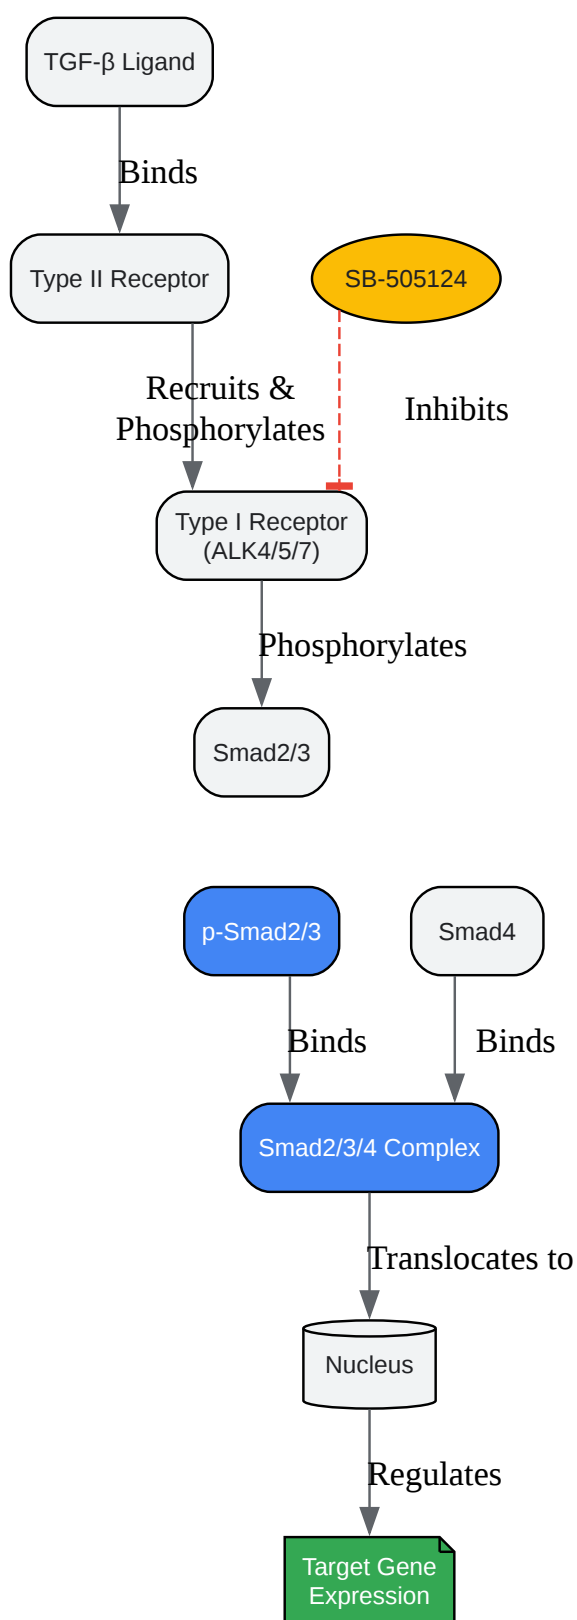 TGF-β Ligand
Binds
Type II Receptor
SB-505124
Recruits &
Phosphorylates
Inhibits
Type I Receptor
(ALK4/5/7)
Phosphorylates
Smad2/3
p-Smad2/3
Smad4
Binds
Binds
Smad2/3/4 Complex
Translocates to
Nucleus
Regulates
Target Gene
Expression